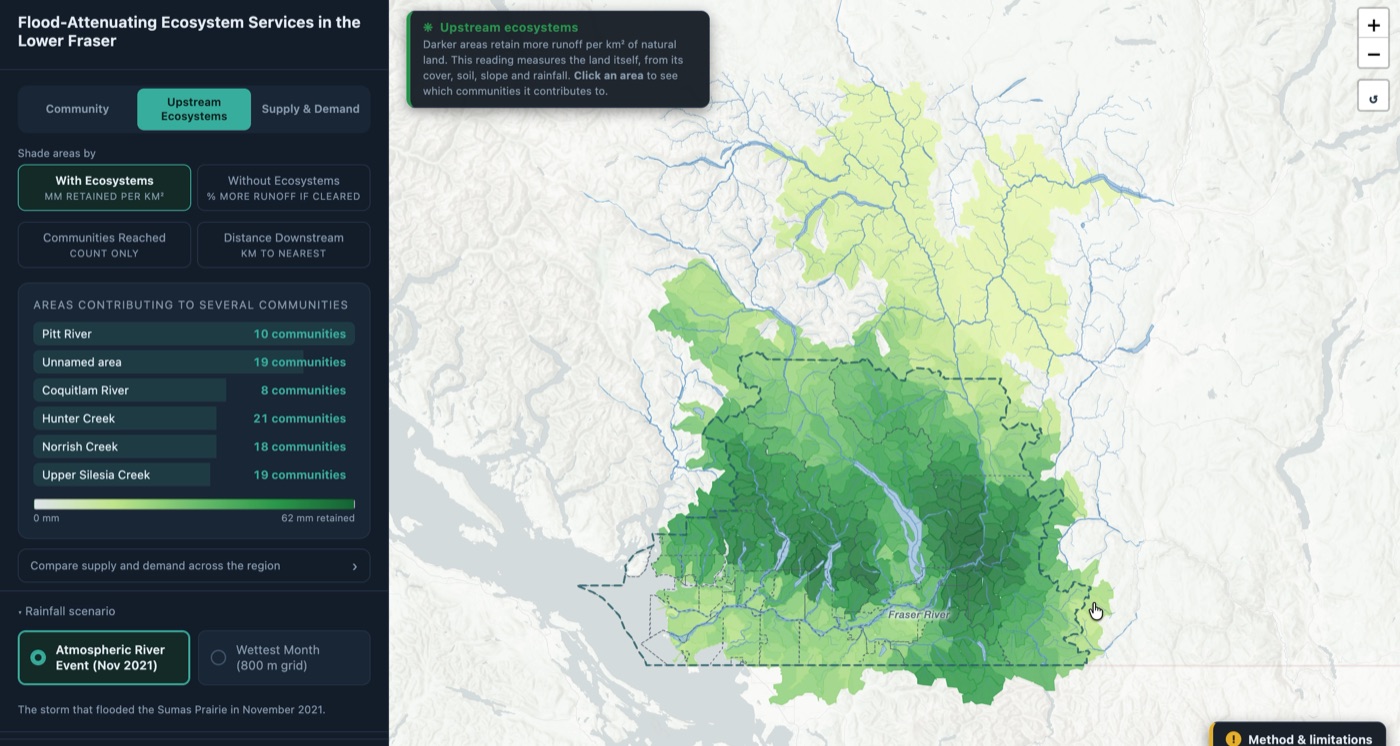 Flood-Attenuating Ecosystem Services in the
Lower Fraser
Community
Upstream
Ecosystems
Supply & Demand
Shade areas by
With Ecosystems
MM RETAINED PER KM²
Without Ecosystems
% MORE RUNOFF IF CLEARED
Communities Reached
COUNT ONLY
Distance Downstream
KM TO NEAREST
AREAS CONTRIBUTING TO SEVERAL COMMUNITIES
Pitt River 10 communities
Unnamed area 19 communities
Coquitlam River 8 communities
Hunter Creek 21 communities
Norrish Creek 18 communities
Upper Silesia Creek 19 communities
0 mm 62 mm retained
Compare supply and demand across the region ›
• Rainfall scenario
Atmospheric River
Event (Nov 2021)
Wettest Month
(800 m grid)
The storm that flooded the Sumas Prairie in November 2021.
Upstream ecosystems
Darker areas retain more runoff per km² of natural
land. This reading measures the land itself, from its
cover, soil, slope and rainfall. Click an area to see
which communities it contributes to.
+
−
↺
Fraser River
! Method & limitations